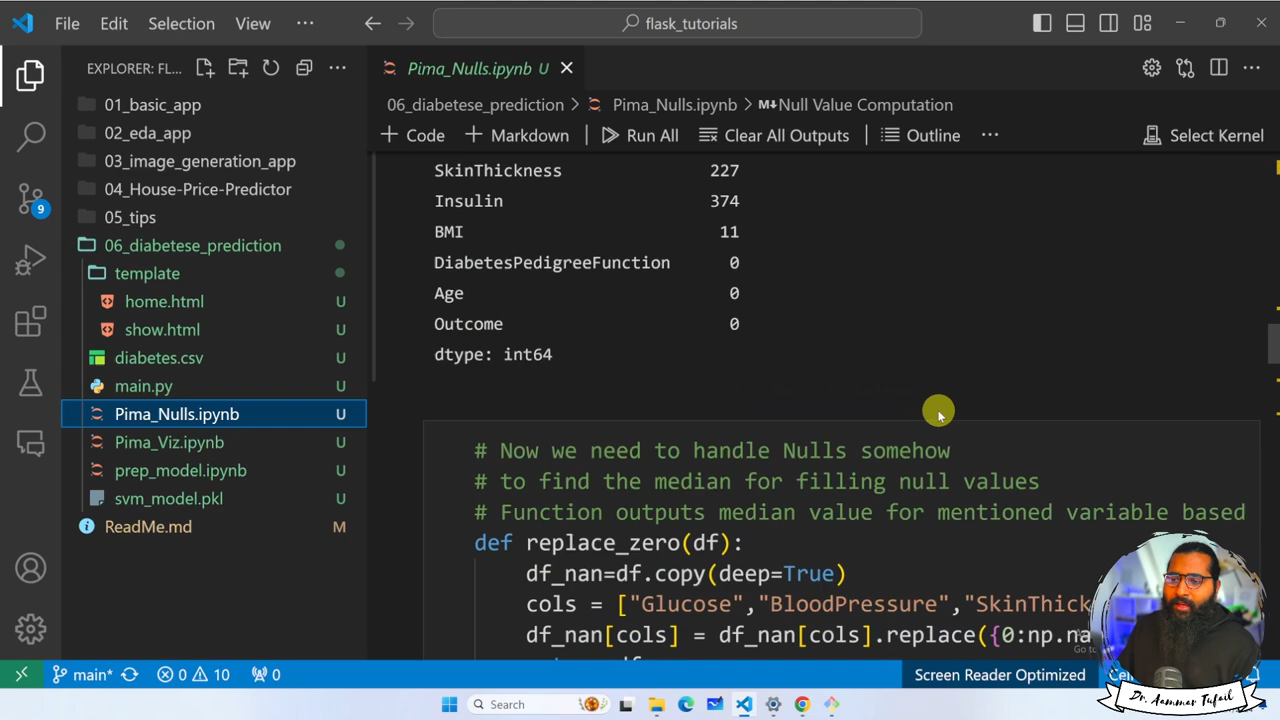 File Edit Selection View ···
flask_tutorials
EXPLORER: FL...
Pima_Nulls.ipynb U
01_basic_app
02_eda_app
03_image_generation_app
04_House-Price-Predictor
05_tips
06_diabetese_prediction
template
home.html U
show.html U
diabetes.csv U
main.py U
Pima_Nulls.ipynb U
Pima_Viz.ipynb U
prep_model.ipynb U
svm_model.pkl U
ReadMe.md M
9
06_diabetese_prediction > Pima_Nulls.ipynb > M↓Null Value Computation
+ Code + Markdown Run All Clear All Outputs Outline ··· Select Kernel
SkinThickness 227
Insulin 374
BMI 11
DiabetesPedigreeFunction 0
Age 0
Outcome 0
dtype: int64
# Now we need to handle Nulls somehow
# to find the median for filling null values
# Function outputs median value for mentioned variable based
def replace_zero(df):
df_nan=df.copy(deep=True)
cols = ["Glucose","BloodPressure","SkinThick
df_nan[cols] = df_nan[cols].replace({0:np.na
main* 0 10 0
Screen Reader Optimized
Search
Dr. Aammar Tufail